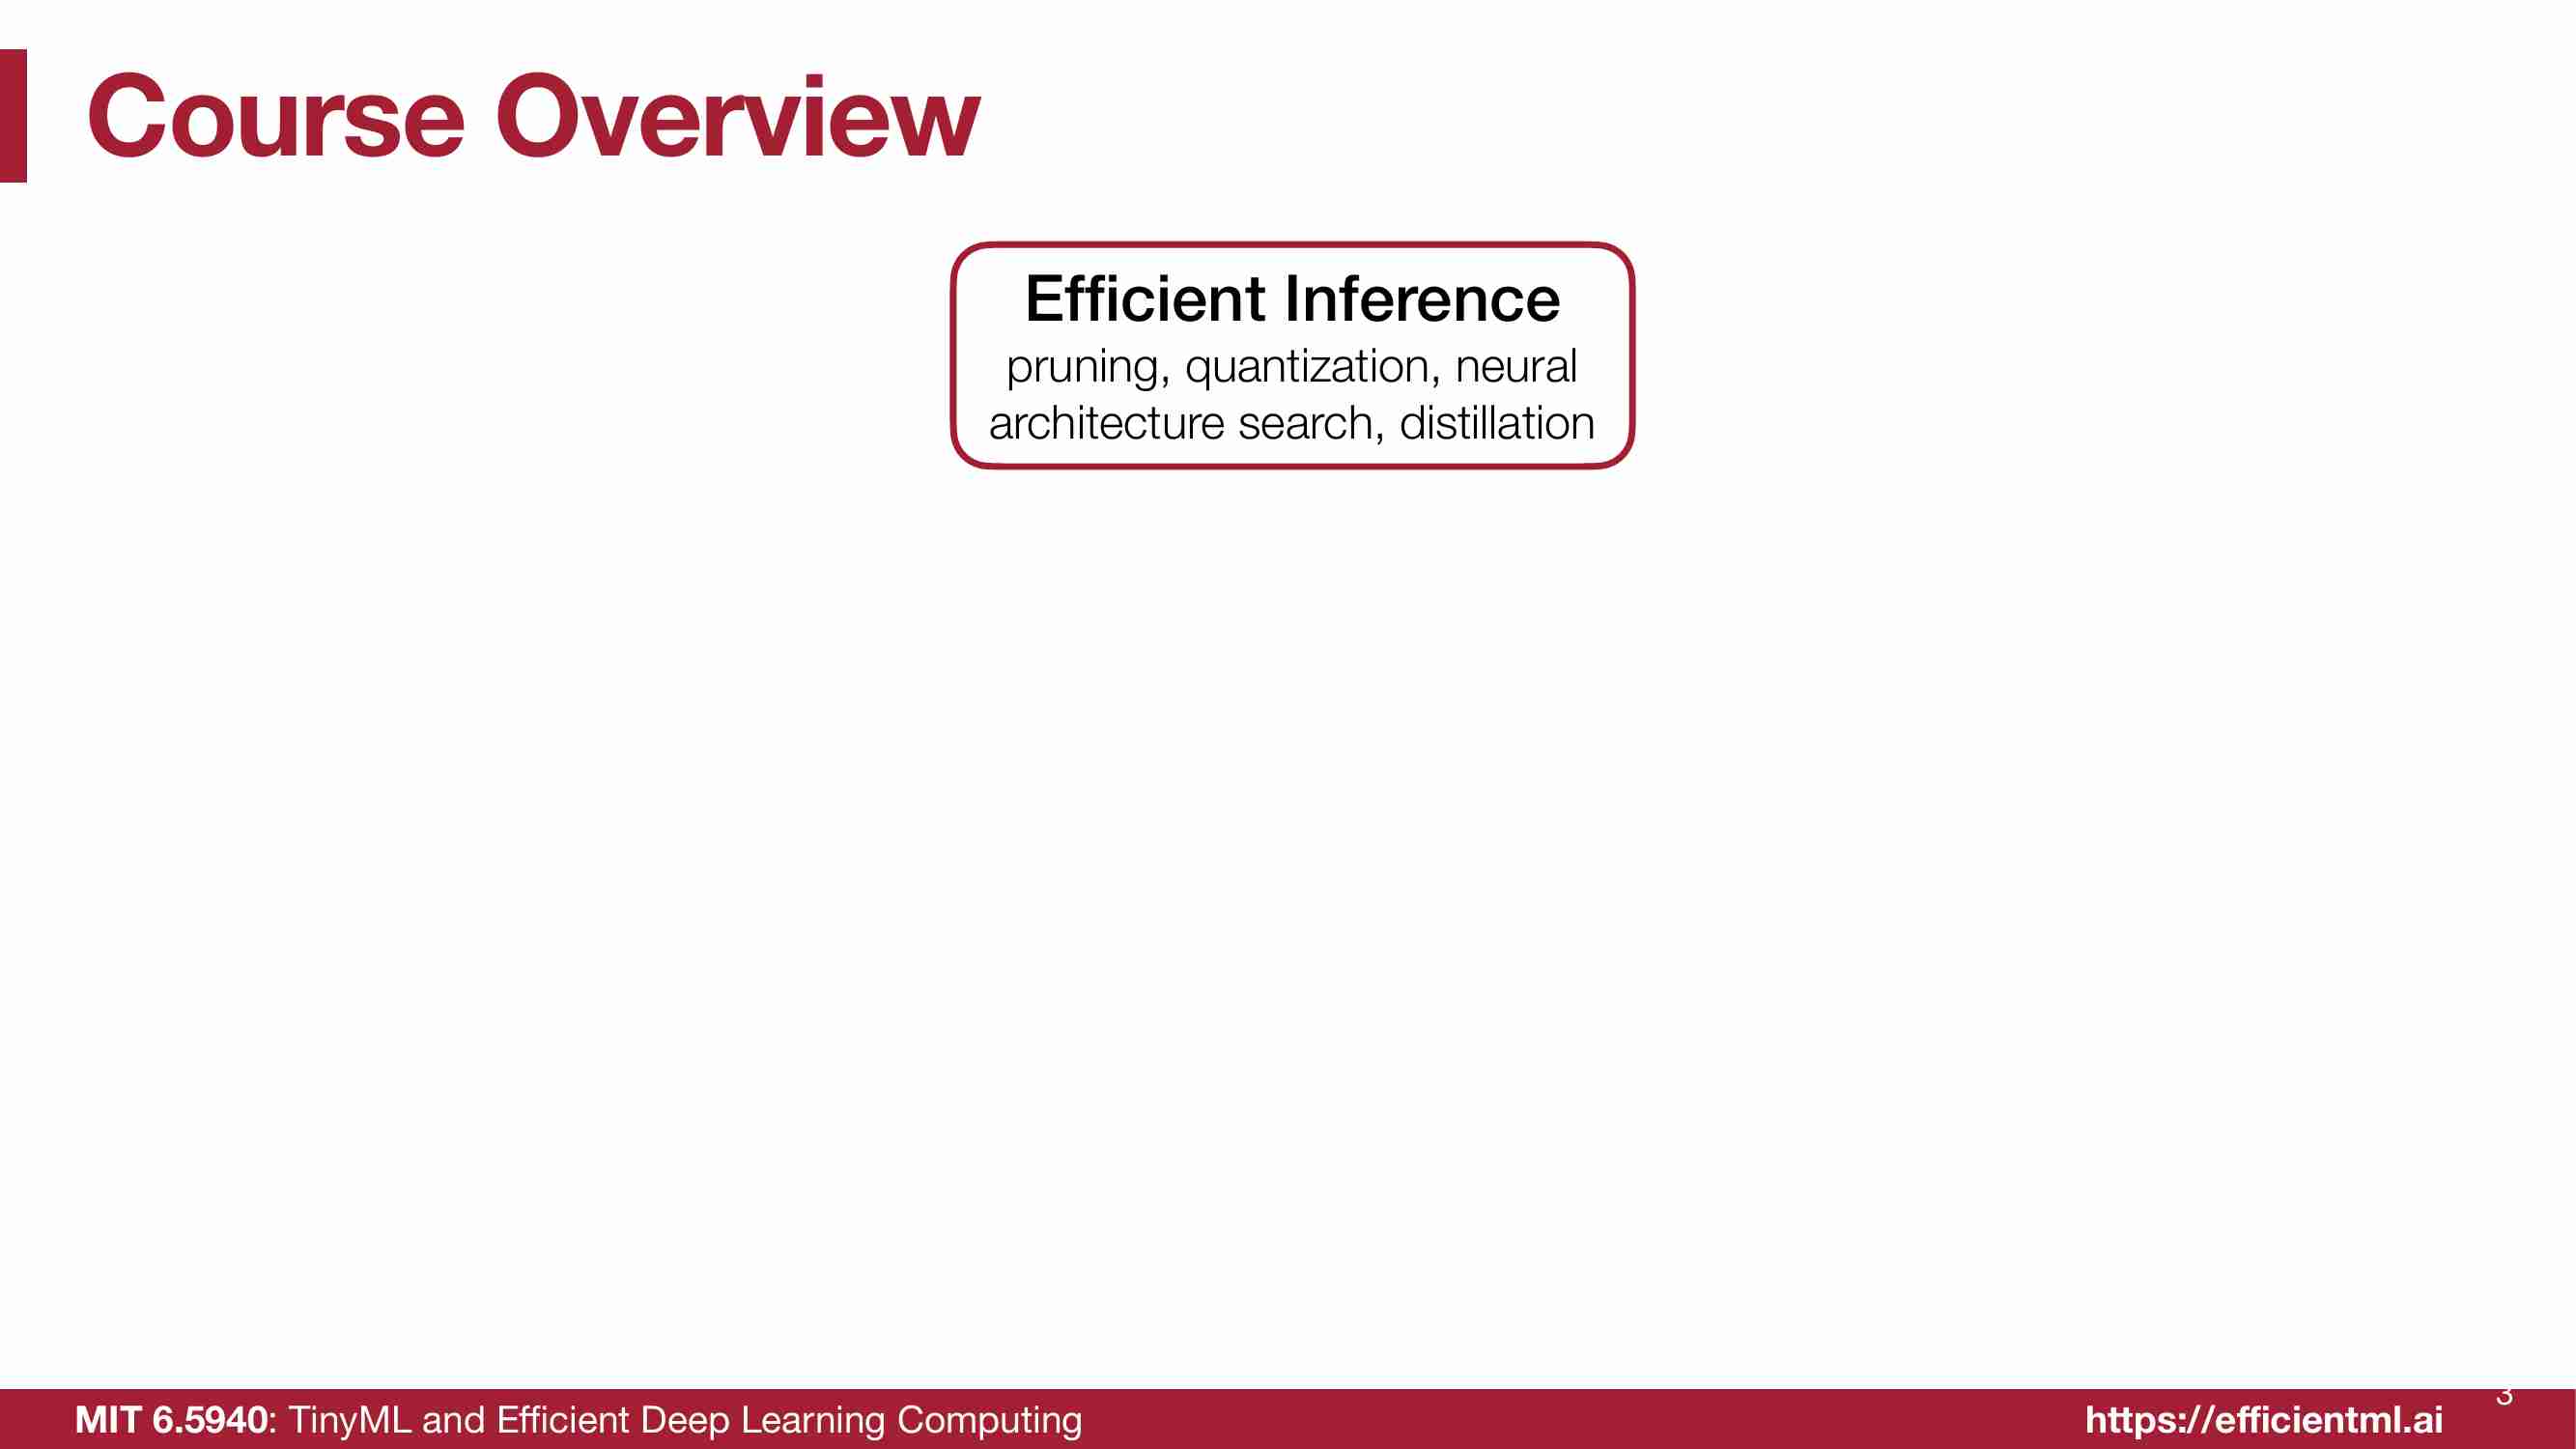 Course Overview
Efficient Inference
pruning, quantization, neural
architecture search, distillation
MIT 6.5940: TinyML and Efficient Deep Learning Computing
https://efficientml.ai
3